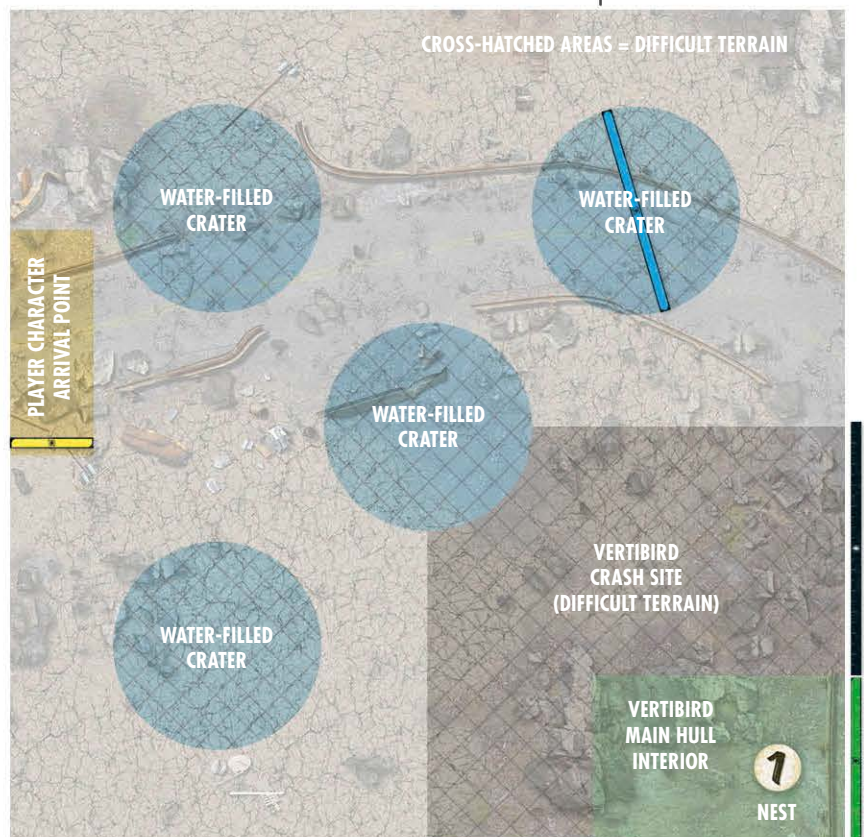 CROSS-HATCHED AREAS = DIFFICULT TERRAIN
WATER-FILLED
CRATER
WATER-FILLED
CRATER
PLAYER CHARACTER
ARRIVAL POINT
WATER-FILLED
CRATER
VERTIBIRD
CRASH SITE
(DIFFICULT TERRAIN)
WATER-FILLED
CRATER
VERTIBIRD
MAIN HULL
INTERIOR
1
NEST